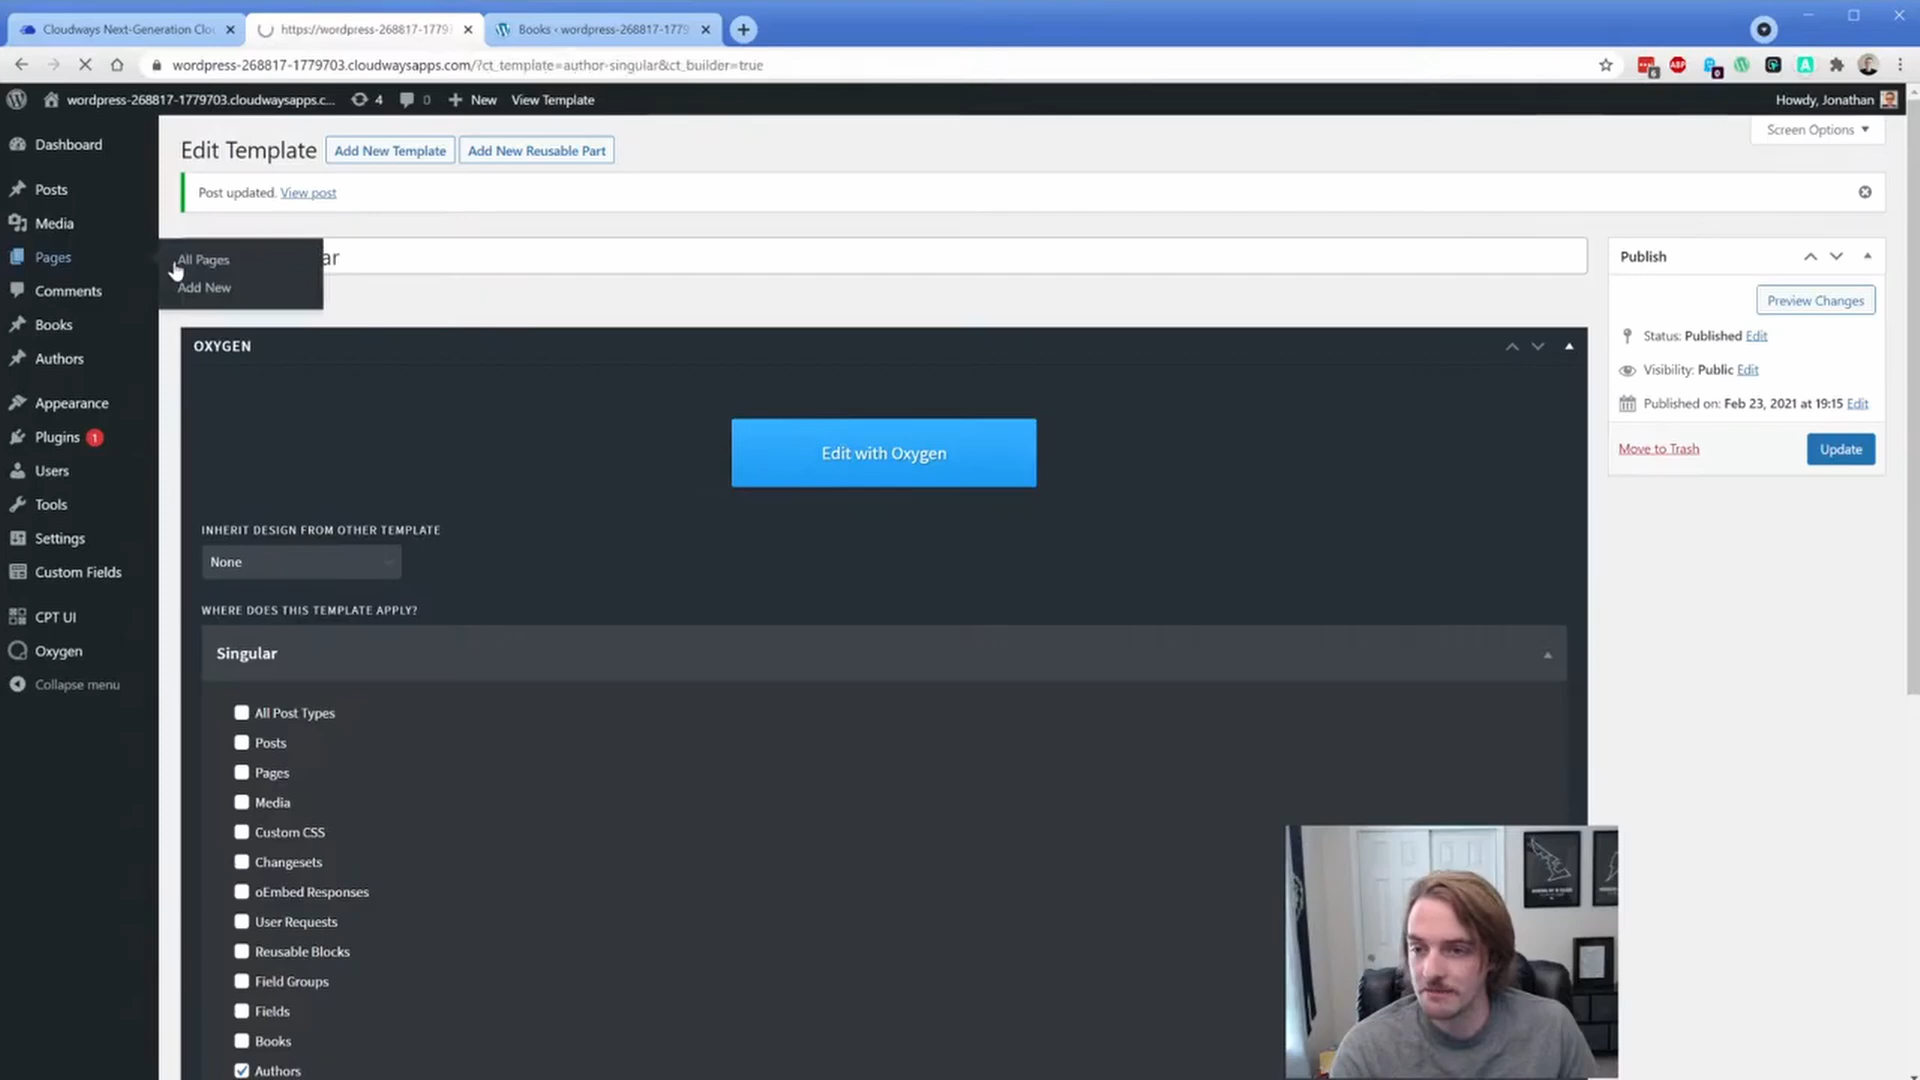 Cloudways Next-Generation Clo
https://wordpress-268817-1779
Books ‹ wordpress-268817-1779
wordpress-268817-1779703.cloudwaysapps.com/?ct_template=author-singular&ct_builder=true
wordpress-268817-1779703.cloudwaysapps.c...
4
0
New
View Template
Howdy, Jonathan
Dashboard
Posts
Media
Pages
Comments
Books
Authors
Appearance
Plugins 1
Users
Tools
Settings
Custom Fields
CPT UI
Oxygen
Collapse menu
All Pages
Add New
Screen Options
Edit Template
Add New Template
Add New Reusable Part
Post updated. View post
ar
OXYGEN
Edit with Oxygen
INHERIT DESIGN FROM OTHER TEMPLATE
None
WHERE DOES THIS TEMPLATE APPLY?
Singular
All Post Types
Posts
Pages
Media
Custom CSS
Changesets
oEmbed Responses
User Requests
Reusable Blocks
Field Groups
Fields
Books
Authors
Publish
Preview Changes
Status: Published Edit
Visibility: Public Edit
Published on: Feb 23, 2021 at 19:15 Edit
Move to Trash
Update